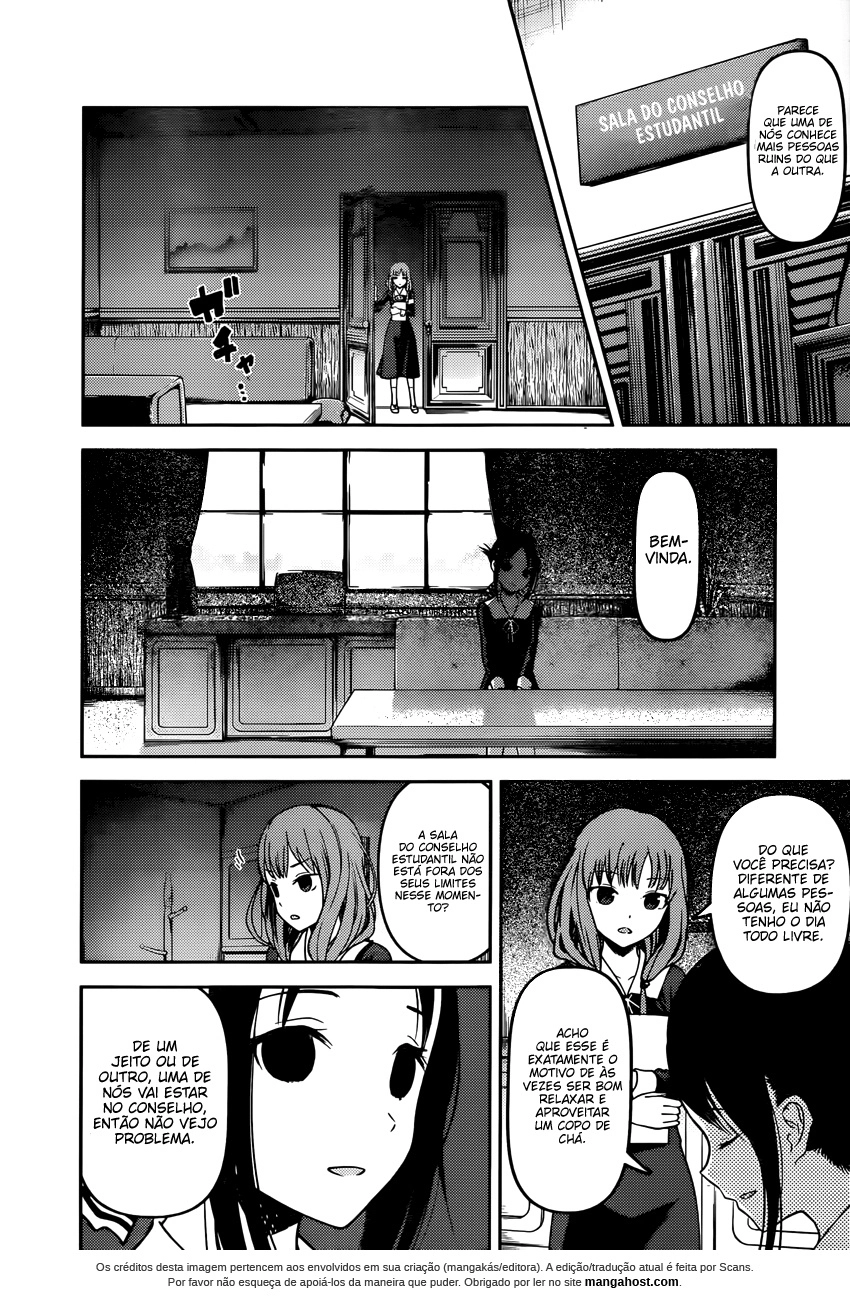 PARECE
QUE UMA DE
NÓS CONHECE
MAIS PESSOAS
RUINS DO QUE
A OUTRA.
SALA DO CONSELHO
ESTUDANTIL
ガ
チャ
…
BEM-
VINDA.
DO QUE
VOCÊ PRECISA?
DIFERENTE DE
ALGUMAS PES-
SOAS, EU NÃO
TENHO O DIA
TODO LIVRE.
ACHO
QUE ESSE É
EXATAMENTE O
MOTIVO DE ÀS
VEZES SER BOM
RELAXAR E
APROVEITAR
UM COPO DE
CHÁ.
A SALA
DO CONSELHO
ESTUDANTIL NÃO
ESTÁ FORA DOS
SEUS LIMITES
NESSE MOMEN-
TO?
DE UM
JEITO OU DE
OUTRO, UMA DE
NÓS VAI ESTAR
NO CONSELHO,
ENTÃO NÃO VEJO
PROBLEMA.
Os créditos desta imagem pertencem aos envolvidos em sua criação (mangakás/editora). A edição/tradução atual é feita por Scans.
Por favor não esqueça de apoiá-los da maneira que puder. Obrigado por ler no site mangahost.com.